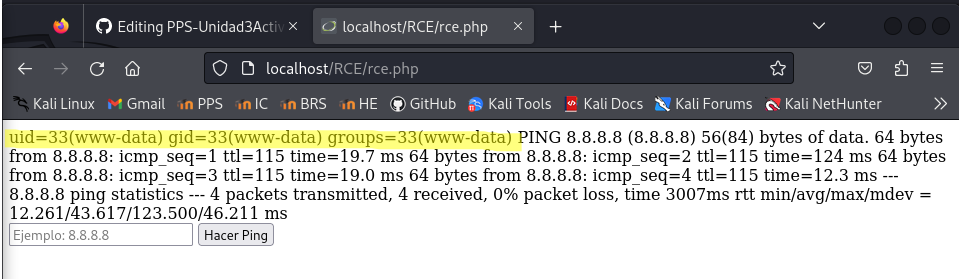 Editing PPS-Unidad3Activ
localhost/RCE/rce.php
localhost/RCE/rce.php
Kali Linux
Gmail
PPS
IC
BRS
HE
GitHub
Kali Tools
Kali Docs
Kali Forums
Kali NetHunter
uid=33(www-data) gid=33(www-data) groups=33(www-data) PING 8.8.8.8 (8.8.8.8) 56(84) bytes of data. 64 bytes
from 8.8.8.8: icmp_seq=1 ttl=115 time=19.7 ms 64 bytes from 8.8.8.8: icmp_seq=2 ttl=115 time=124 ms 64 bytes
from 8.8.8.8: icmp_seq=3 ttl=115 time=19.0 ms 64 bytes from 8.8.8.8: icmp_seq=4 ttl=115 time=12.3 ms ---
8.8.8.8 ping statistics --- 4 packets transmitted, 4 received, 0% packet loss, time 3007ms rtt min/avg/max/mdev =
12.261/43.617/123.500/46.211 ms
Ejemplo: 8.8.8.8
Hacer Ping